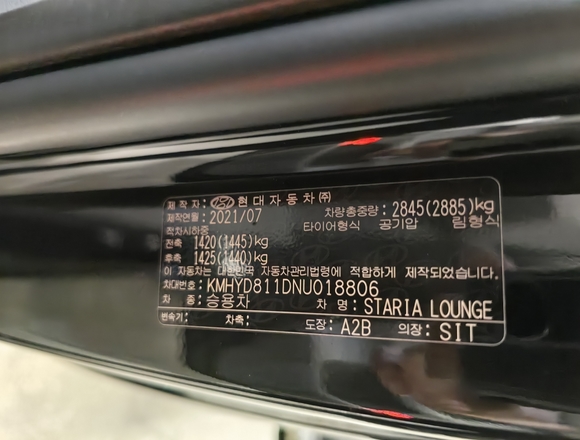 제 작 자: 현대자동차㈜
제작연월: 2021/07 차량총중량: 2845(2885)kg
적차시하중 타이어형식 공기압 림형식
전축 1420(1445)kg
후축 1425(1440)kg
이 자동차는 대한민국 자동차관리법령에 적합하게 제작되었습니다.
차대번호: KMHYD811DNU018806
차 종: 승용차 차 명: STARIA LOUNGE
변속기: 차축: 도장: A2B 의장: SIT